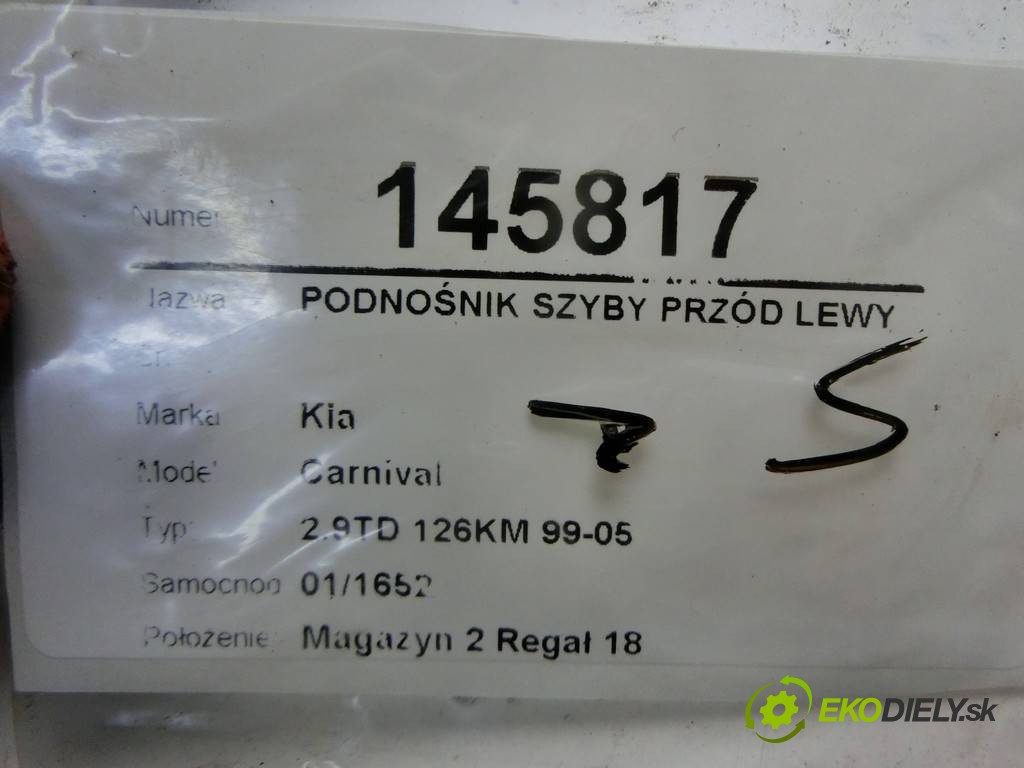 Numer 145817
Nazwa PODNOŚNIK SZYBY PRZÓD LEWY
Marka Kia
Model Carnival
Typ 2.9TD 126KM 99-05
Samochód 01/1652
Położenie Magazyn 2 Regał 18
EKODIELY.sk